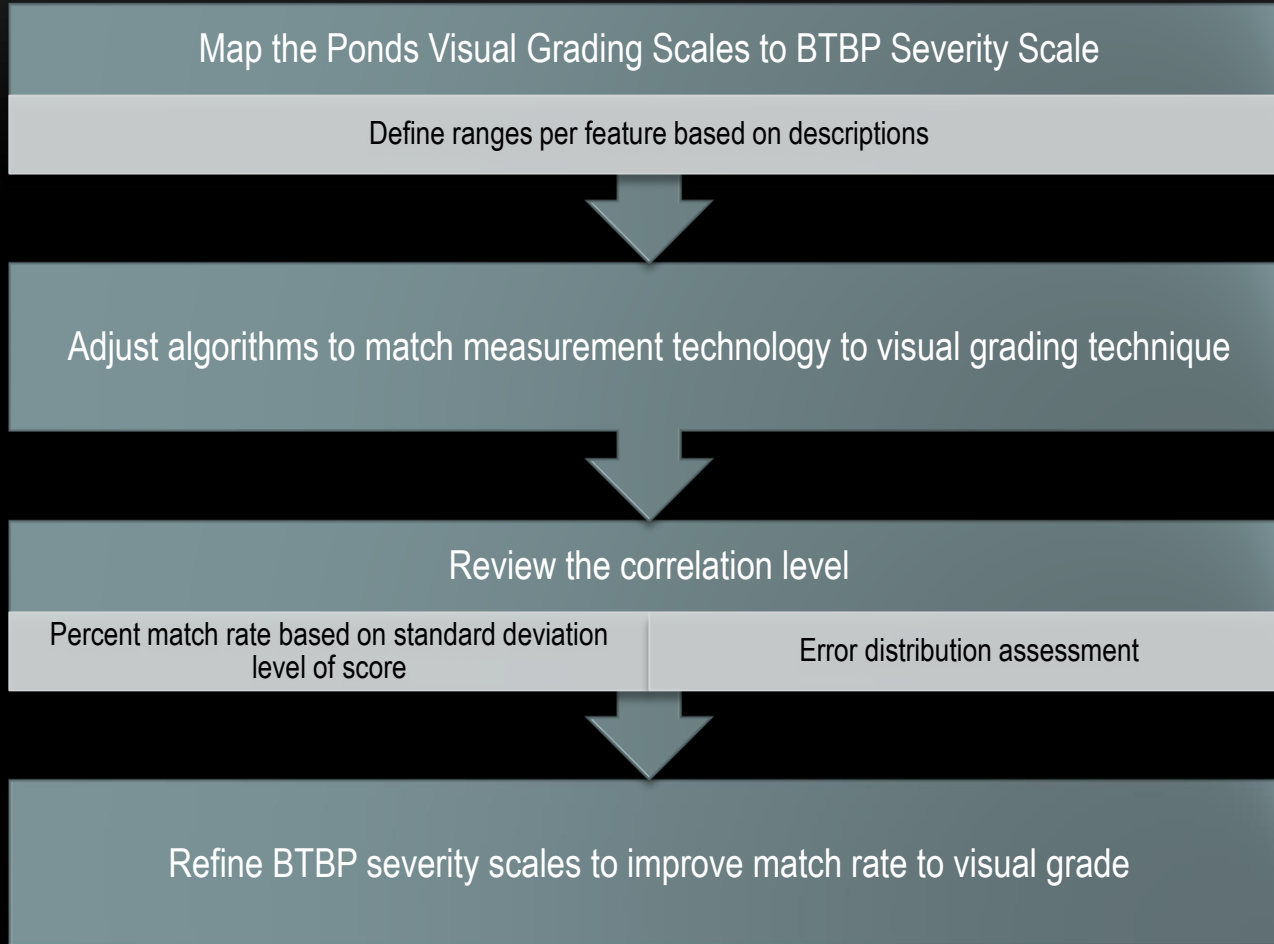 Map the Ponds Visual Grading Scales to BTBP Severity Scale
Define ranges per feature based on descriptions
Adjust algorithms to match measurement technology to visual grading technique
Review the correlation level
Percent match rate based on standard deviation
level of score
Error distribution assessment
Refine BTBP severity scales to improve match rate to visual grade